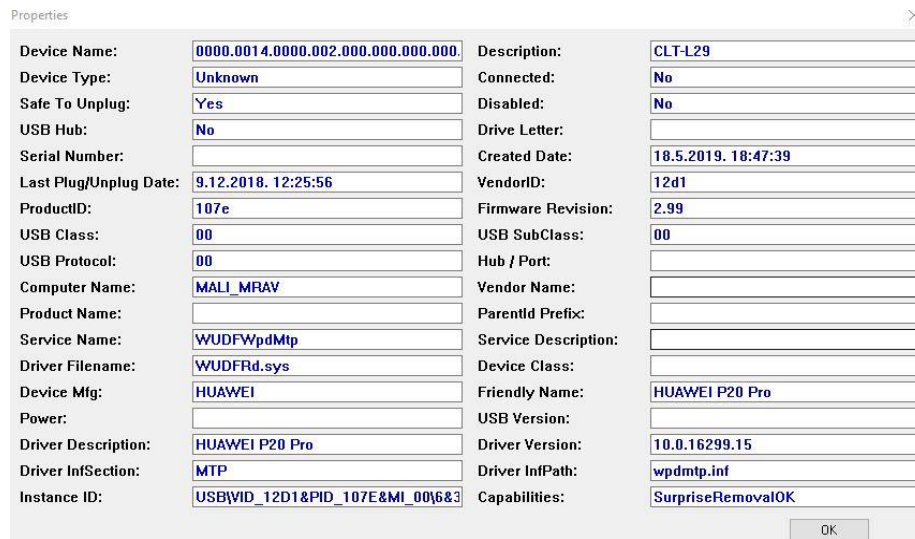 Properties
Device Name: 0000.0014.0000.002.000.000.000.000. Description: CLT-L29
Device Type: Unknown Connected: No
Safe To Unplug: Yes Disabled: No
USB Hub: No Drive Letter:
Serial Number: Created Date: 18.5.2019. 18:47:39
Last Plug/Unplug Date: 9.12.2018. 12:25:56 VendorID: 12d1
ProductID: 107e Firmware Revision: 2.99
USB Class: 00 USB SubClass: 00
USB Protocol: 00 Hub / Port:
Computer Name: MALI_MRAV Vendor Name:
Product Name: ParentId Prefix:
Service Name: WUDFWpdMtp Service Description:
Driver Filename: WUDFRd.sys Device Class:
Device Mfg: HUAWEI Friendly Name: HUAWEI P20 Pro
Power: USB Version:
Driver Description: HUAWEI P20 Pro Driver Version: 10.0.16299.15
Driver InfSection: MTP Driver InfPath: wpdmtp.inf
Instance ID: USB\VID_12D1&PID_107E&MI_00\6&3 Capabilities: SurpriseRemovalOK
OK